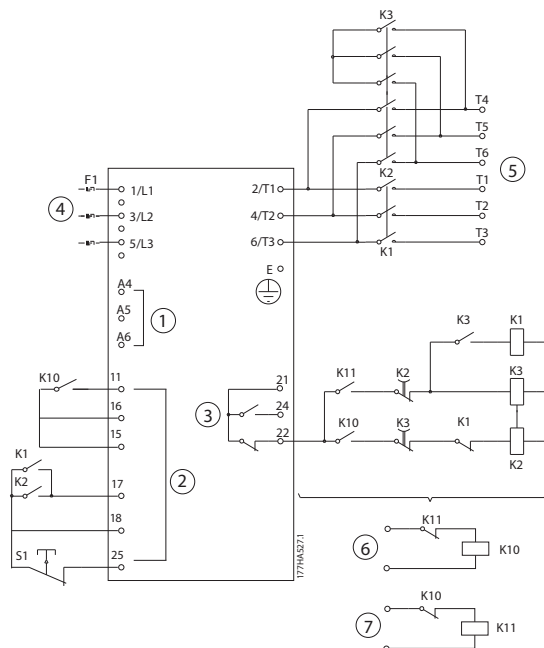 K3
T4
T5
T6
5
F1
1/L1
2/T1
K2
T1
4
3/L2
4/T2
T2
5/L3
6/T3
T3
K1
E
A4
A5
1
A6
K3
K1
K10
11
21
K11
K2
K3
16
3
24
K10
K3
K1
15
22
K1
2
K2
K2
17
18
S1
25
177HA527.1
K11
6
K10
K10
7
K11